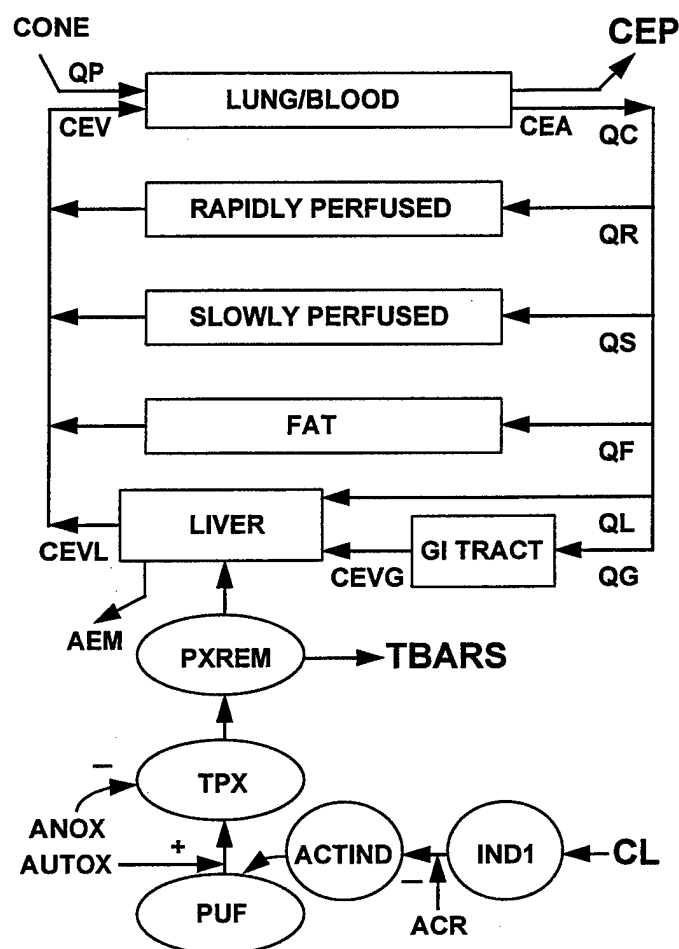 CONE
CEP
QP
LUNG/BLOOD
CEV
CEA
QC
RAPIDLY PERFUSED
QR
SLOWLY PERFUSED
QS
FAT
QF
LIVER
QL
GI TRACT
CEVL
CEVG
QG
AEM
PXREM
TBARS
–
TPX
ANOX
+
AUTOX
ACTIND
IND1
CL
–
PUF
ACR